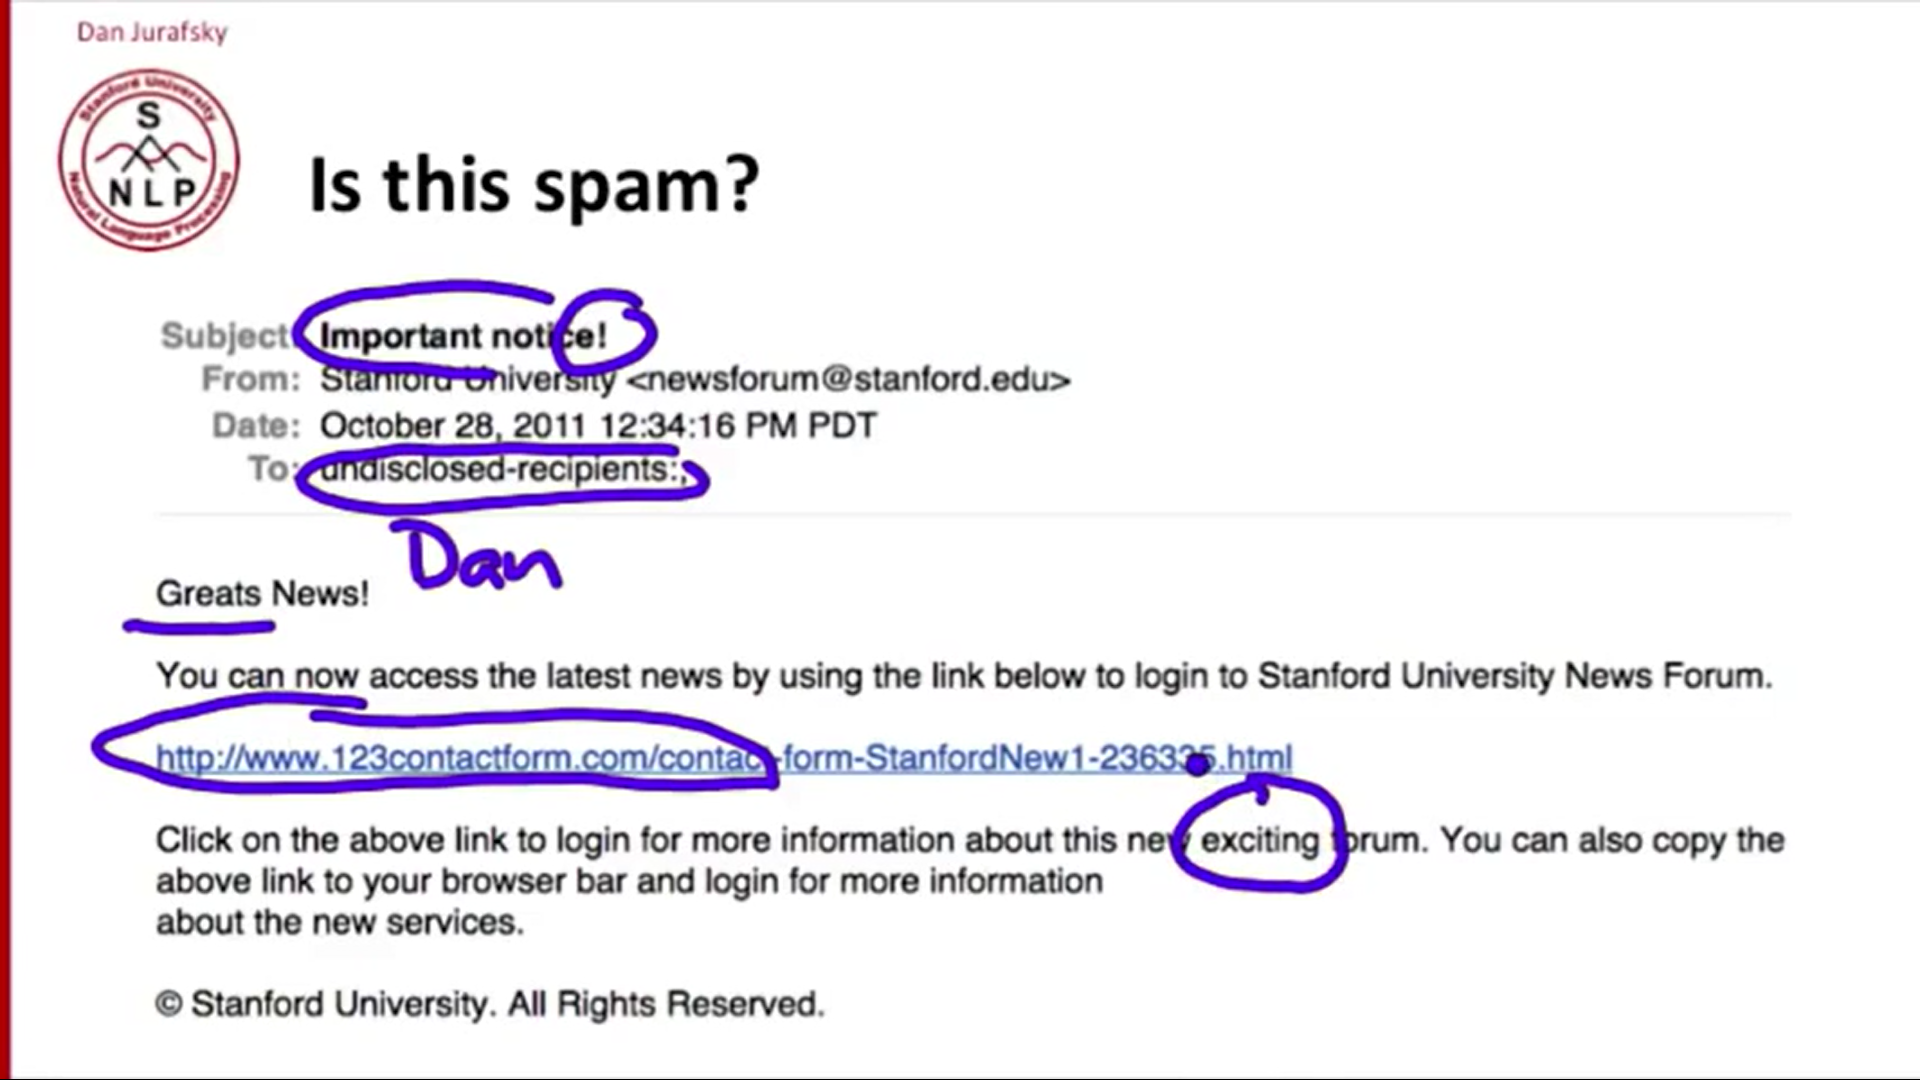 Dan Jurafsky
Stanford University
S
NLP
Natural Language Processing
Is this spam?
Subject: Important notice!
From: Stanford University <newsforum@stanford.edu>
Date: October 28, 2011 12:34:16 PM PDT
To: undisclosed-recipients:;
Dan
Greats News!
You can now access the latest news by using the link below to login to Stanford University News Forum.
http://www.123contactform.com/contact-form-StanfordNew1-236335.html
Click on the above link to login for more information about this new exciting forum. You can also copy the
above link to your browser bar and login for more information
about the new services.
© Stanford University. All Rights Reserved.